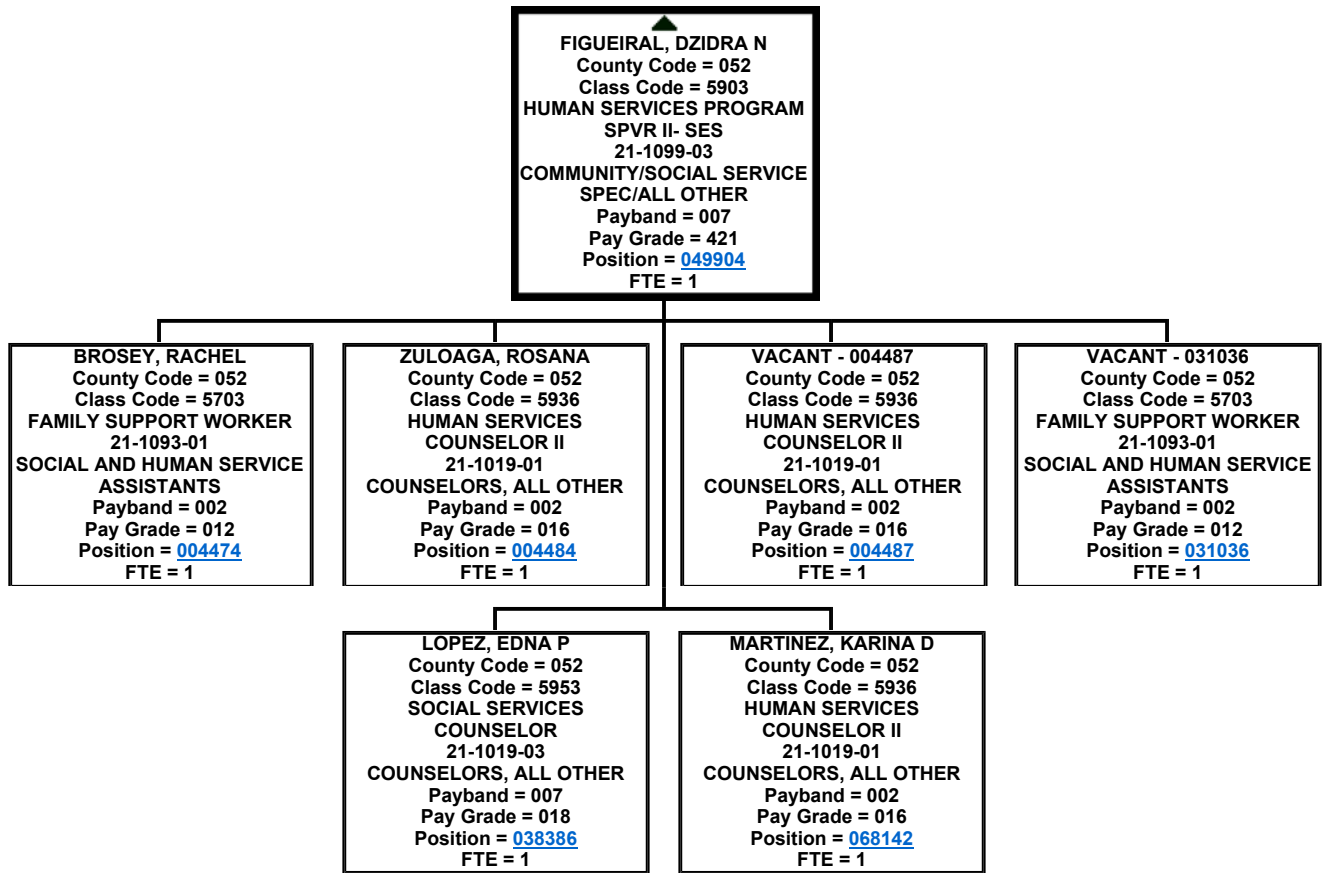 FIGUEIRAL, DZIDRA N
County Code = 052
Class Code = 5903
HUMAN SERVICES PROGRAM
SPVR II- SES
21-1099-03
COMMUNITY/SOCIAL SERVICE
SPEC/ALL OTHER
Payband = 007
Pay Grade = 421
Position = 049904
FTE = 1
BROSEY, RACHEL
County Code = 052
Class Code = 5703
FAMILY SUPPORT WORKER
21-1093-01
SOCIAL AND HUMAN SERVICE
ASSISTANTS
Payband = 002
Pay Grade = 012
Position = 004474
FTE = 1
ZULOAGA, ROSANA
County Code = 052
Class Code = 5936
HUMAN SERVICES
COUNSELOR II
21-1019-01
COUNSELORS, ALL OTHER
Payband = 002
Pay Grade = 016
Position = 004484
FTE = 1
VACANT - 004487
County Code = 052
Class Code = 5936
HUMAN SERVICES
COUNSELOR II
21-1019-01
COUNSELORS, ALL OTHER
Payband = 002
Pay Grade = 016
Position = 004487
FTE = 1
VACANT - 031036
County Code = 052
Class Code = 5703
FAMILY SUPPORT WORKER
21-1093-01
SOCIAL AND HUMAN SERVICE
ASSISTANTS
Payband = 002
Pay Grade = 012
Position = 031036
FTE = 1
LOPEZ, EDNA P
County Code = 052
Class Code = 5953
SOCIAL SERVICES
COUNSELOR
21-1019-03
COUNSELORS, ALL OTHER
Payband = 007
Pay Grade = 018
Position = 038386
FTE = 1
MARTINEZ, KARINA D
County Code = 052
Class Code = 5936
HUMAN SERVICES
COUNSELOR II
21-1019-01
COUNSELORS, ALL OTHER
Payband = 002
Pay Grade = 016
Position = 068142
FTE = 1